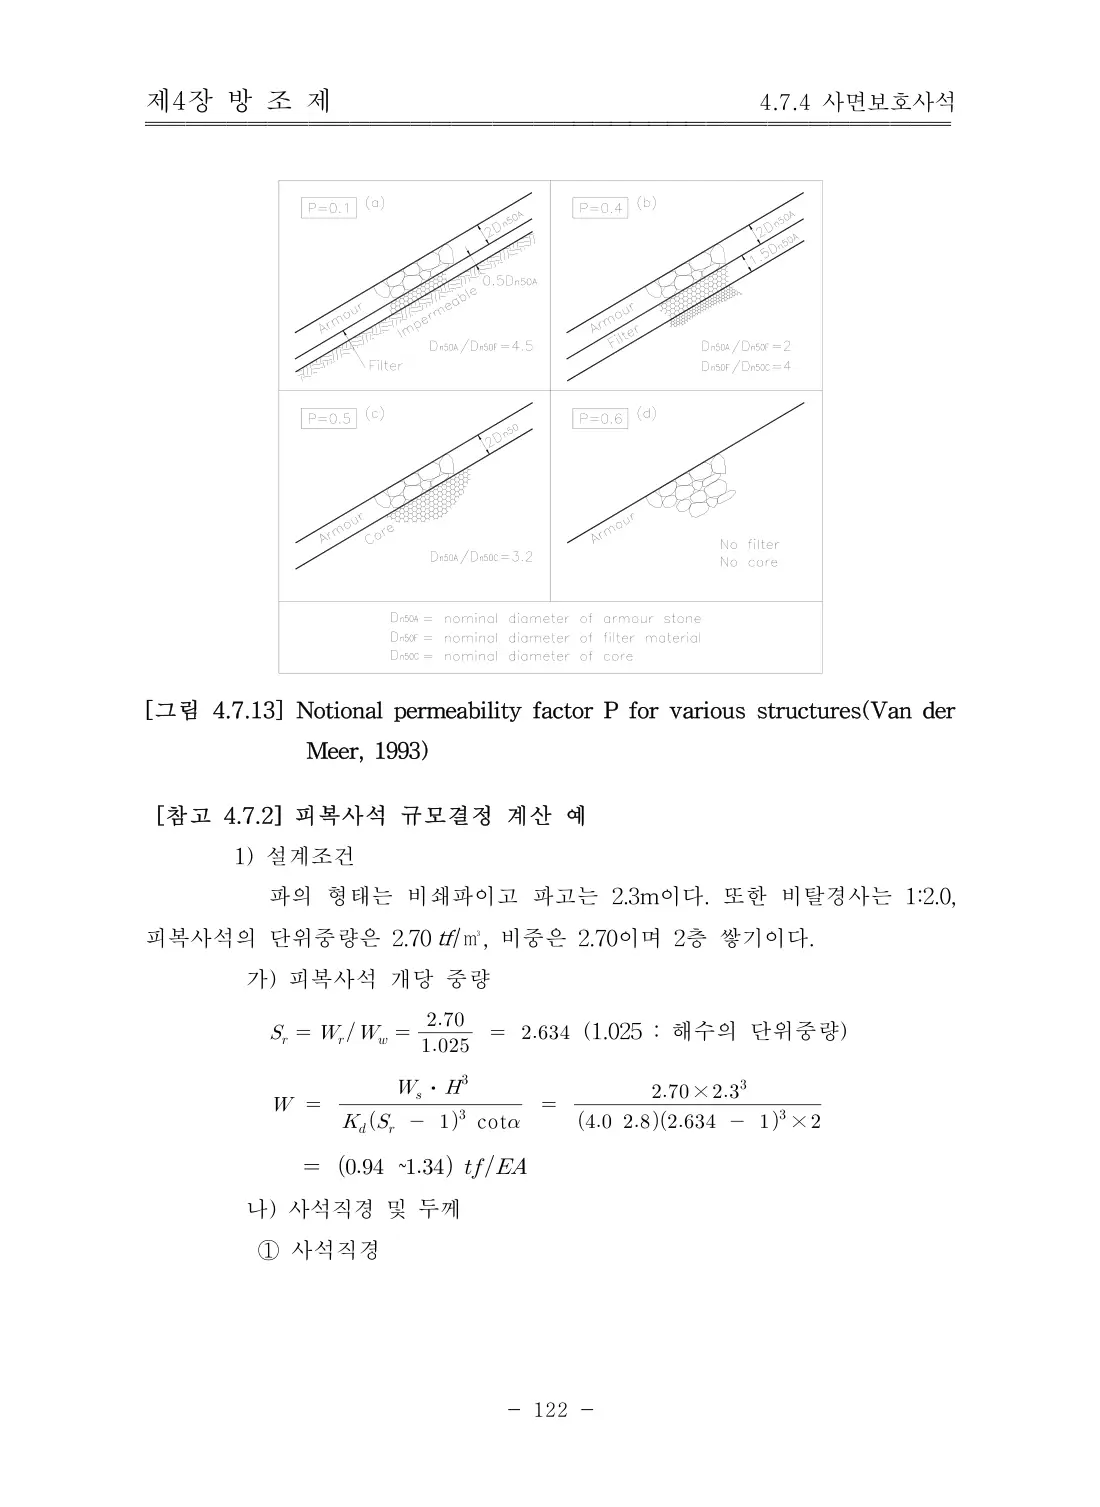 제4장 방 조 제
4.7.4 사면보호사석
P=0.1 (a)
2Dn50A
0.5Dn50A
Armour
Impermeable
Filter
Dn50A/Dn50F=4.5
P=0.4 (b)
2Dn50A
1.5Dn50A
Armour
Filter
Dn50A/Dn50F=2
Dn50F/Dn50C=4
P=0.5 (c)
2Dn50
Armour
Core
Dn50A/Dn50C=3.2
P=0.6 (d)
Armour
No filter
No core
Dn50A = nominal diameter of armour stone
Dn50F = nominal diameter of filter material
Dn50C = nominal diameter of core
[그림 4.7.13] Notional permeability factor P for various structures(Van der
Meer, 1993)
[참고 4.7.2] 피복사석 규모결정 계산 예
1) 설계조건
파의 형태는 비쇄파이고 파고는 2.3m이다. 또한 비탈경사는 1:2.0,
피복사석의 단위중량은 2.70 tf/㎥, 비중은 2.70이며 2층 쌓기이다.
가) 피복사석 개당 중량
Sr = Wr/Ww = 2.70/1.025 = 2.634 (1.025 : 해수의 단위중량)
W = Ws·H³/Kd(Sr - 1)³ cotα = 2.70×2.3³/(4.0 2.8)(2.634 - 1)³×2
= (0.94 ~1.34) tf/EA
나) 사석직경 및 두께
① 사석직경
- 122 -